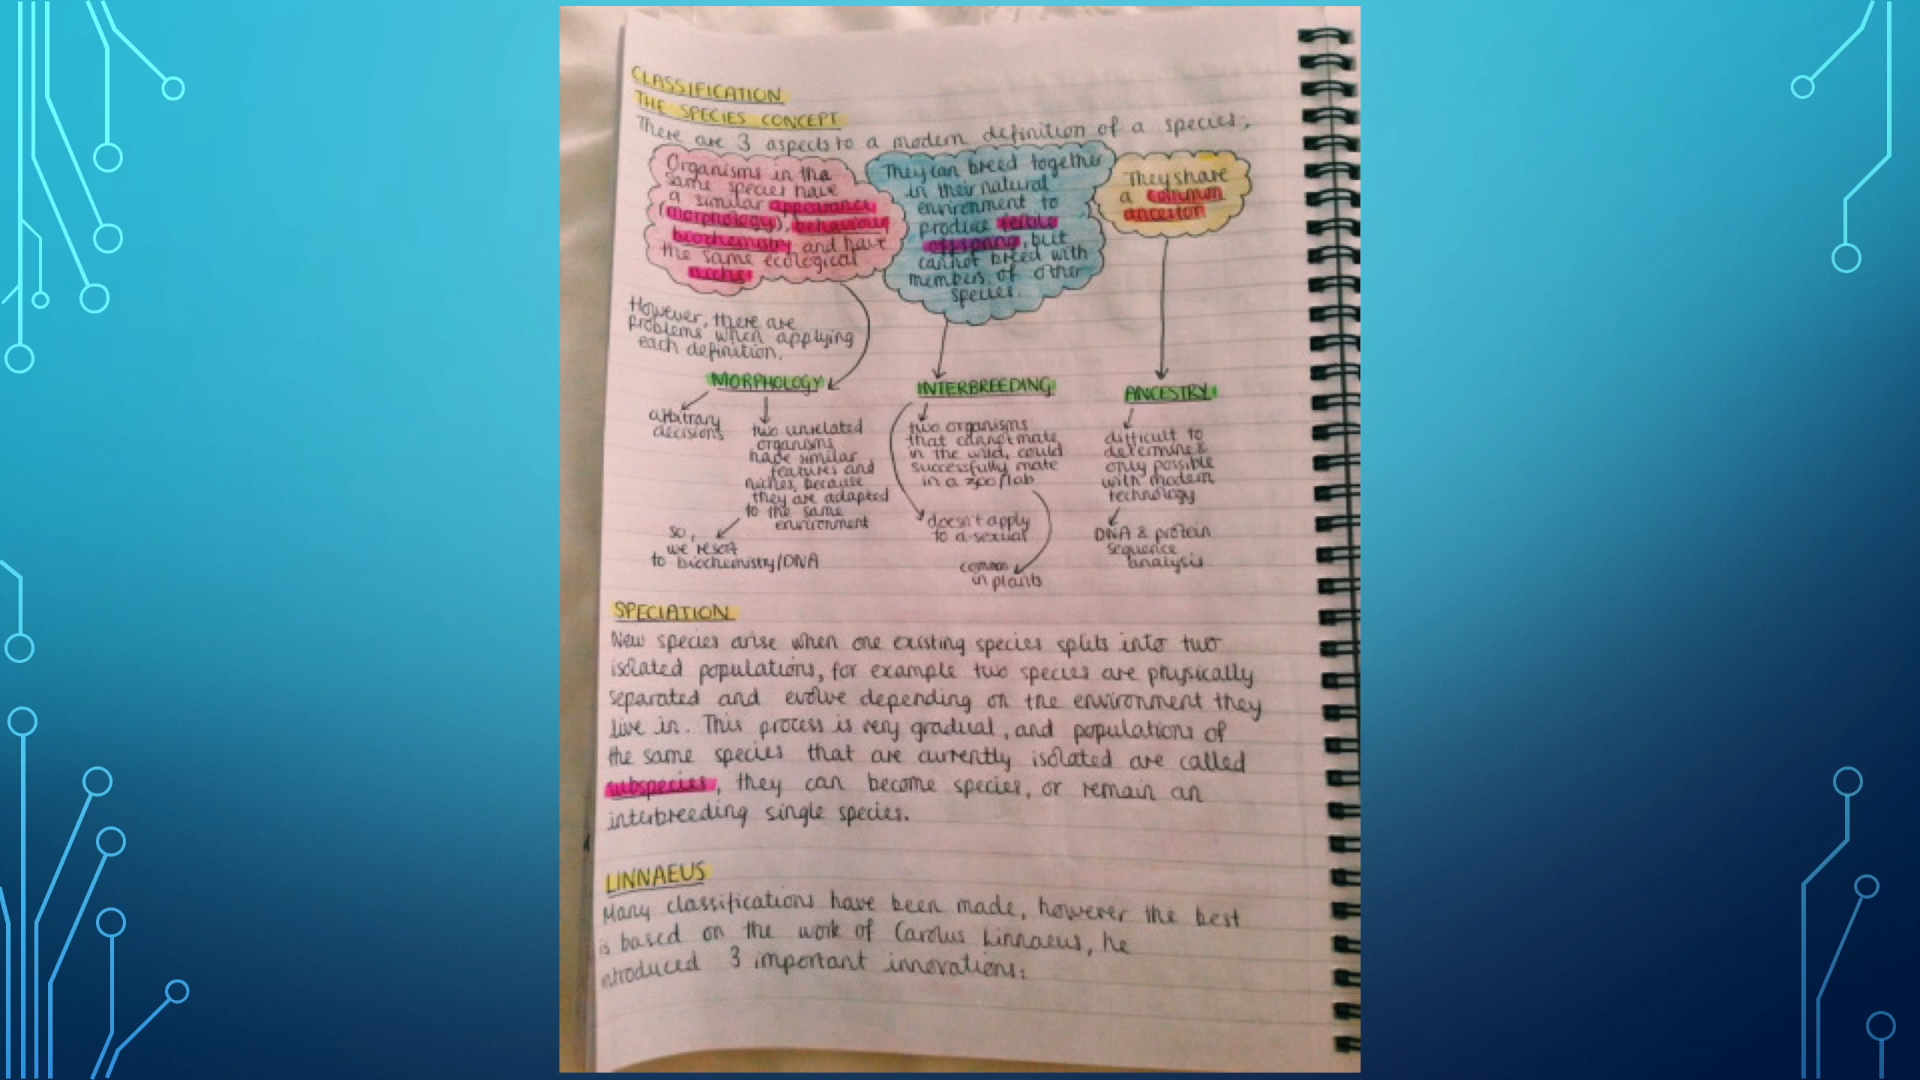 CLASSIFICATION
THE SPECIES CONCEPT
There are 3 aspects to a modern definition of a species;
Organisms in the
same species have
a similar appearance
(morphology), behaviour
biochemistry and have
the same ecological
niche
They can breed together
in their natural
environment to
produce fertile
offspring, but
cannot breed with
members of other
species.
They share
a common
ancestor
However, there are
problems when applying
each definition.
MORPHOLOGY
arbitrary
decisions
two unrelated
organisms
have similar
features and
niches, because
they are adapted
to the same
environment
so,
we resort
to biochemistry/DNA
INTERBREEDING
two organisms
that cannot mate
in the wild, could
successfully mate
in a zoo/lab
doesn't apply
to a-sexual
common
in plants
ANCESTRY
difficult to
determine &
only possible
with modern
technology
DNA & protein
sequence
analysis
SPECIATION
New species arise when one existing species splits into two
isolated populations, for example two species are physically
separated and evolve depending on the environment they
live in. This process is very gradual, and populations of
the same species that are currently isolated are called
subspecies, they can become species, or remain an
interbreeding single species.
LINNAEUS
Many classifications have been made, however the best
is based on the work of Carolus Linnaeus, he
introduced 3 important innovations: